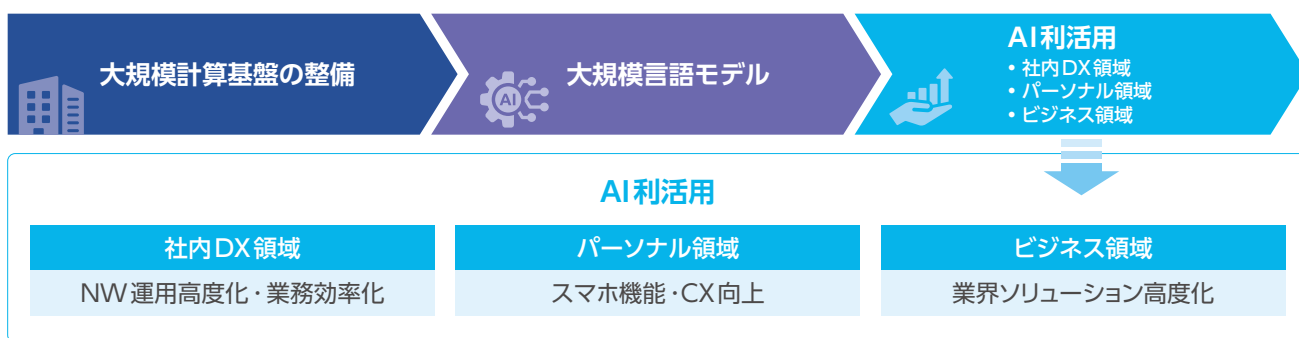 大規模計算基盤の整備
AI
大規模言語モデル
AI利活用
・社内DX領域
・パーソナル領域
・ビジネス領域
AI利活用
社内DX領域
NW運用高度化・業務効率化
パーソナル領域
スマホ機能・CX向上
ビジネス領域
業界ソリューション高度化